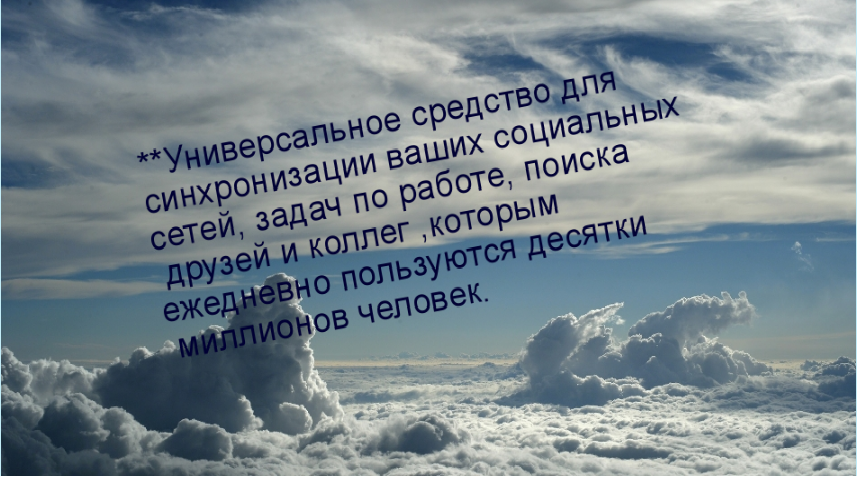 **Универсальное средство для
синхронизации ваших социальных
сетей, задач по работе, поиска
друзей и коллег ,которым
ежедневно пользуются десятки
миллионов человек.